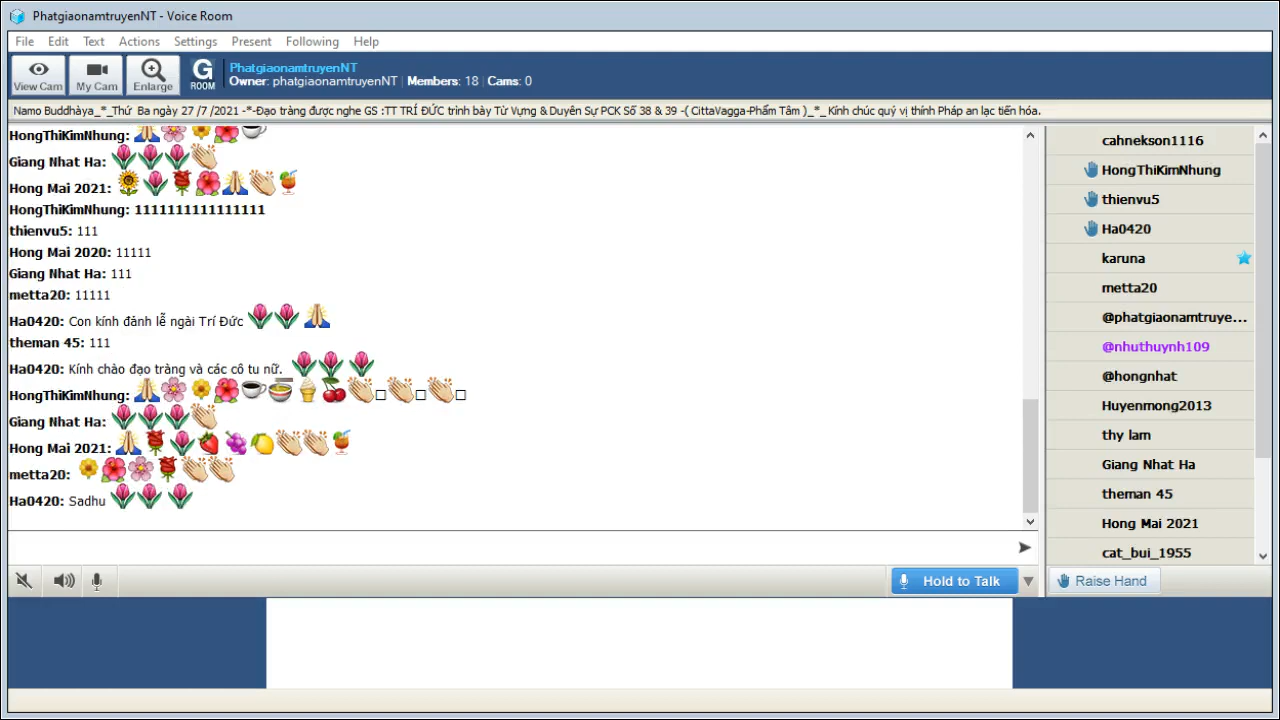 PhatgiaonamtruyenNT - Voice Room
File Edit Text Actions Settings Present Following Help
View Cam My Cam Enlarge G ROOM
PhatgiaonamtruyenNT
Owner: phatgiaonamtruyenNT Members: 18 Cams: 0
Namo Buddhàya_*_Thứ Ba ngày 27 /7 /2021 -*-Đạo tràng được nghe GS :TT TRÍ ĐỨC trình bày Từ Vựng & Duyên Sự PCK Số 38 & 39 -( CittaVagga-Phẩm Tâm )_*_ Kính chúc quý vị thính Pháp an lạc tiến hóa.
HongThiKimNhung:
Giang Nhat Ha:
Hong Mai 2021:
HongThiKimNhung: 1111111111111111
thienvu5: 111
Hong Mai 2020: 11111
Giang Nhat Ha: 111
metta20: 11111
Ha0420: Con kính đảnh lễ ngài Trí Đức
theman 45: 111
Ha0420: Kính chào đạo tràng và các cô tu nữ.
HongThiKimNhung:
Giang Nhat Ha:
Hong Mai 2021:
metta20:
Ha0420: Sadhu
cahnekson1116
HongThiKimNhung
thienvu5
Ha0420
karuna
metta20
@phatgiaonamtruye...
@nhuthuynh109
@hongnhat
Huyenmong2013
thy lam
Giang Nhat Ha
theman 45
Hong Mai 2021
cat_bui_1955
Hold to Talk
Raise Hand